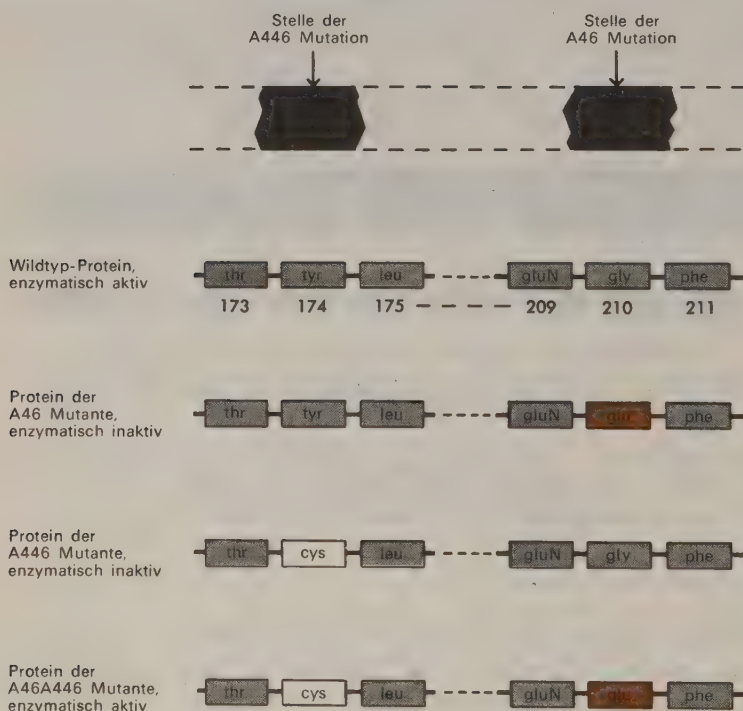 Stelle der
A446 Mutation
Stelle der
A46 Mutation
Wildtyp-Protein,
enzymatisch aktiv
thr tyr leu gluN gly phe
173 174 175 209 210 211
Protein der
A46 Mutante,
enzymatisch inaktiv
thr tyr leu gluN glu phe
Protein der
A446 Mutante,
enzymatisch inaktiv
thr cys leu gluN gly phe
Protein der
A46A446 Mutante,
enzymatisch aktiv
thr cys leu gluN glu phe